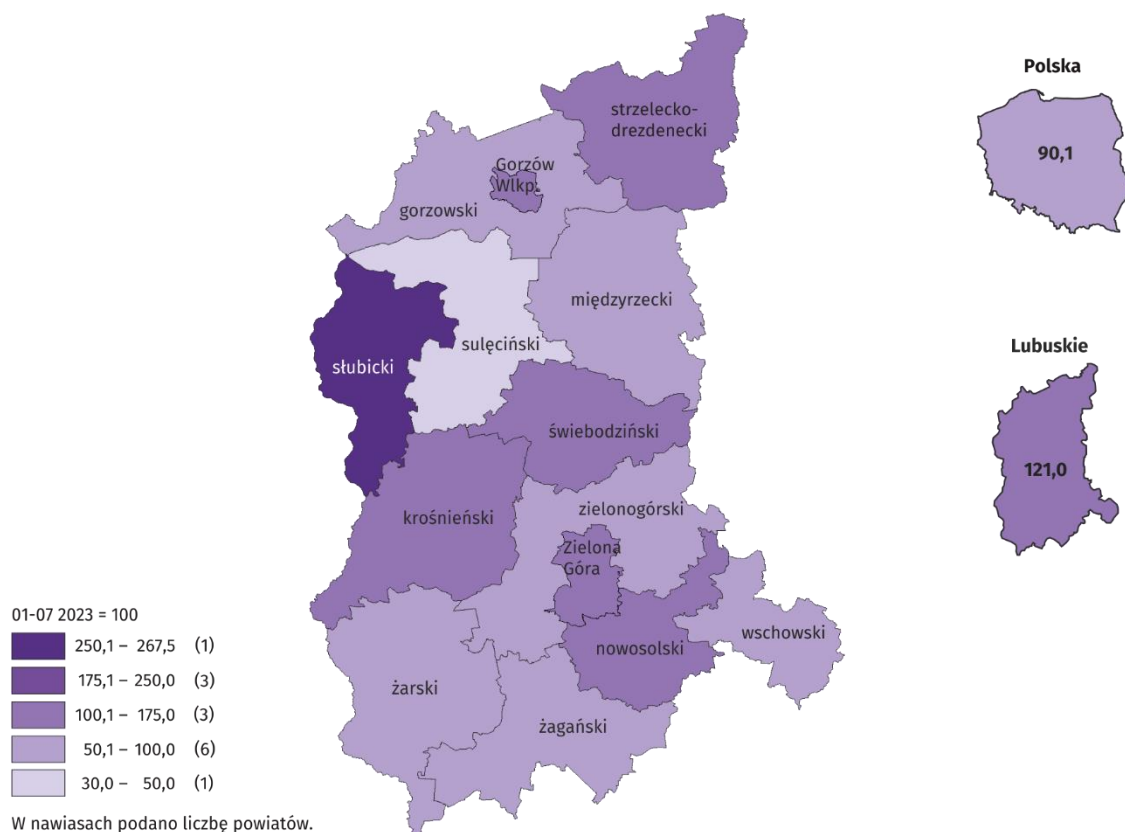 strzelecko-
drezdenecki
Gorzów
Wlkp.
gorzowski
międzyrzecki
sulęciński
słubicki
świebodziński
krośnieński
zielonogórski
Zielona
Góra
wschowski
nowosolski
żarski
żagański
Polska
90,1
Lubuskie
121,0
01-07 2023 = 100
250,1 – 267,5 (1)
175,1 – 250,0 (3)
100,1 – 175,0 (3)
50,1 – 100,0 (6)
30,0 – 50,0 (1)
W nawiasach podano liczbę powiatów.